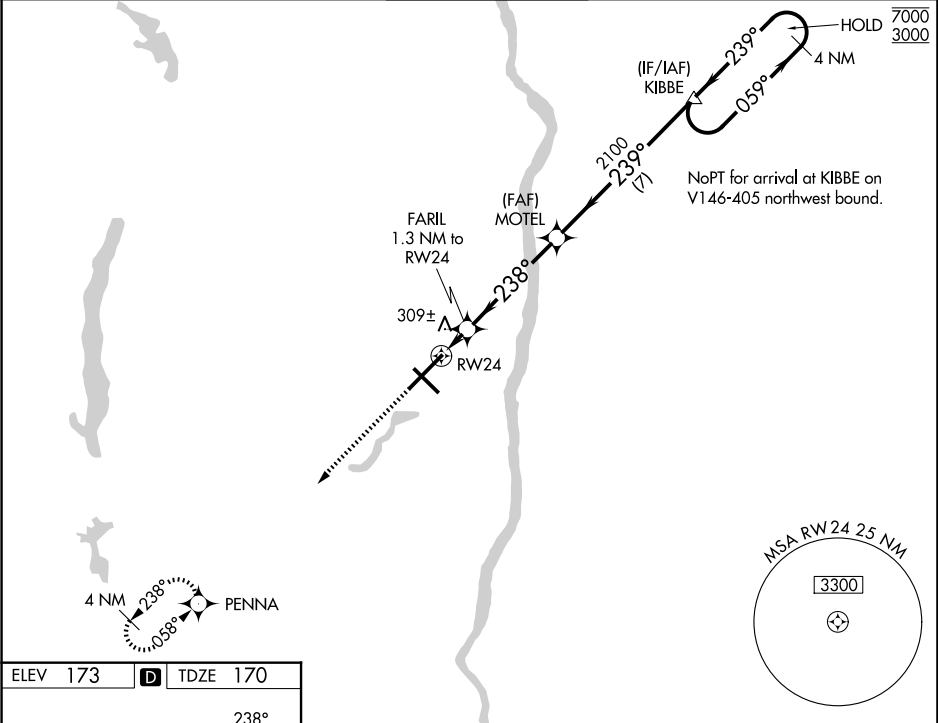 HOLD
7000
3000
239°
4 NM
059°
(IF/IAF)
KIBBE
2100
239°
(7)
NoPT for arrival at KIBBE on
V146-405 northwest bound.
(FAF)
MOTEL
FARIL
1.3 NM to
RW24
238°
309±
RW24
MSA RW24 25 NM
3300
4 NM
238°
058°
PENNA
ELEV 173 D TDZE 170
238°